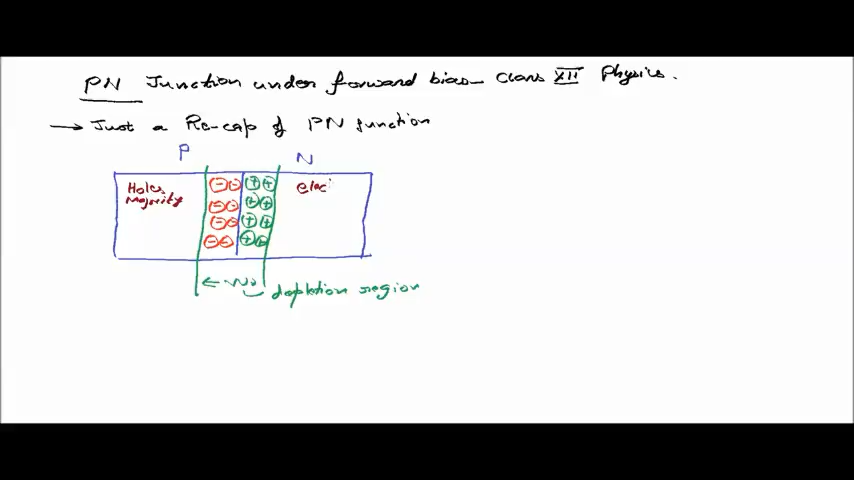 PN Junction under forward bias - Class XII Physics.
→ Just a Re-cap of PN junction
P N
Holes elec
Majority
← W₀
depletion region